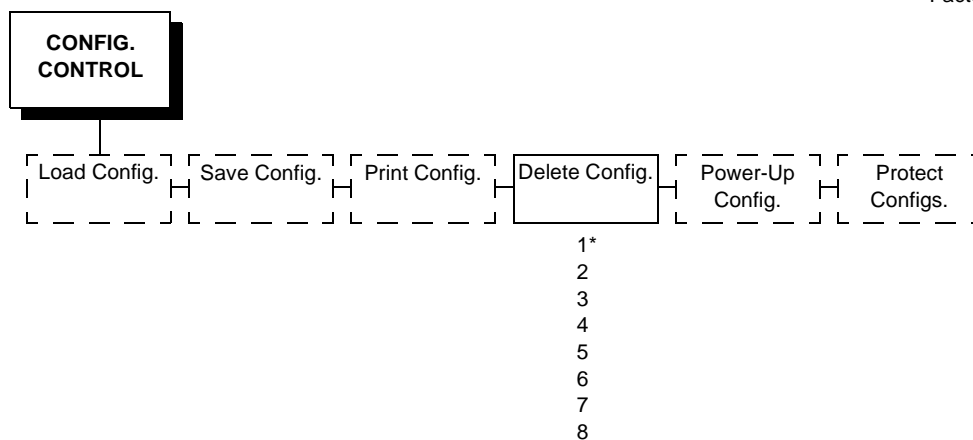 CONFIG.
CONTROL
Load Config.
Save Config.
Print Config.
Delete Config.
Power-Up
Config.
Protect
Configs.
1*
2
3
4
5
6
7
8